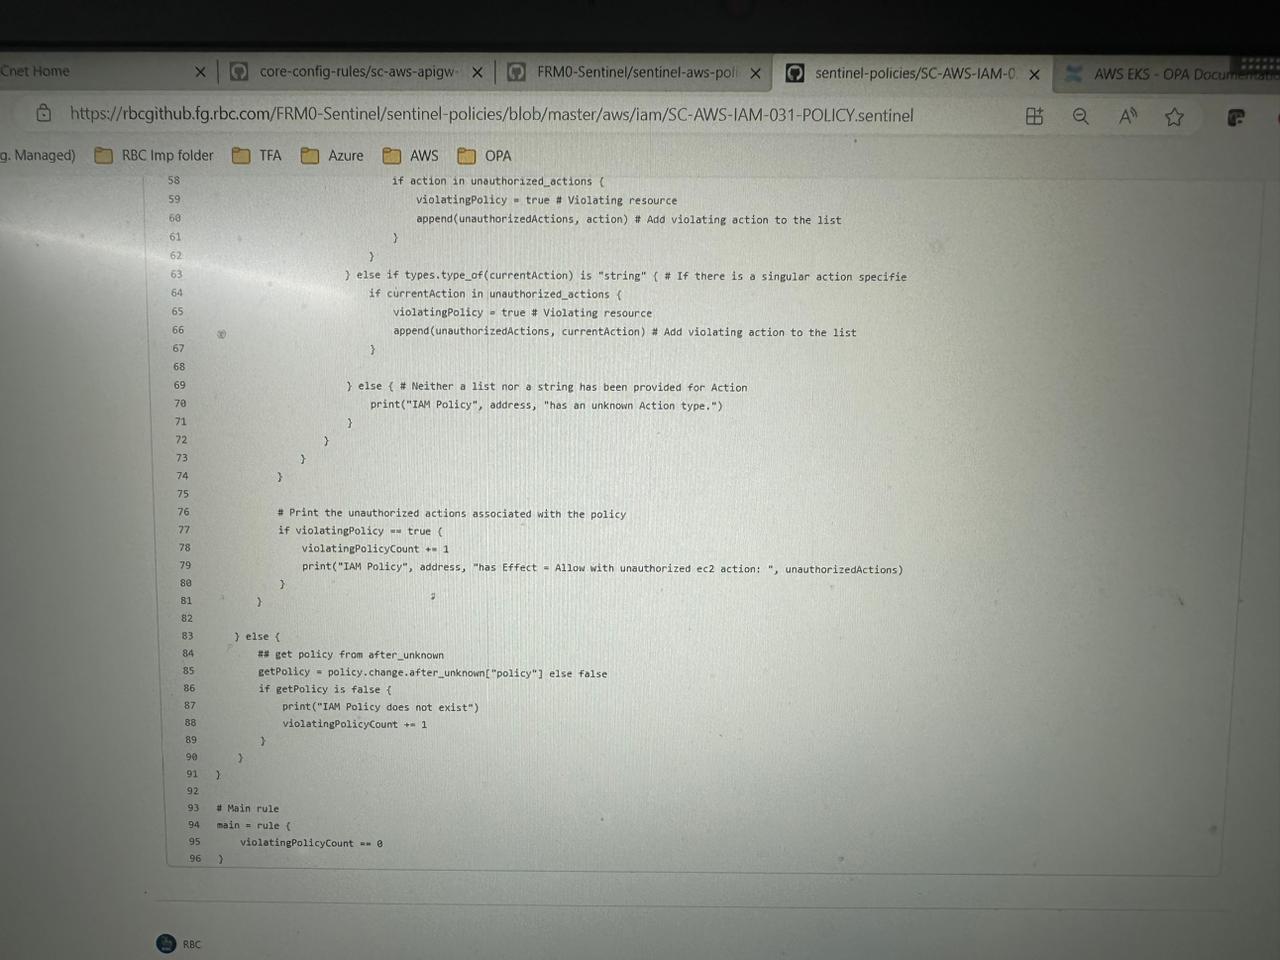 Cnet Home
core-config-rules/sc-aws-apigw-
FRM0-Sentinel/sentinel-aws-poli
sentinel-policies/SC-AWS-IAM-0
AWS EKS - OPA Documentatio
https://rbcgithub.fg.rbc.com/FRM0-Sentinel/sentinel-policies/blob/master/aws/iam/SC-AWS-IAM-031-POLICY.sentinel
g. Managed) RBC Imp folder TFA Azure AWS OPA
58 if action in unauthorized_actions {
59 violatingPolicy = true # Violating resource
60 append(unauthorizedActions, action) # Add violating action to the list
61 }
62 }
63 } else if types.type_of(currentAction) is "string" { # If there is a singular action specifie
64 if currentAction in unauthorized_actions {
65 violatingPolicy = true # Violating resource
66 append(unauthorizedActions, currentAction) # Add violating action to the list
67 }
68
69 } else { # Neither a list nor a string has been provided for Action
70 print("IAM Policy", address, "has an unknown Action type.")
71 }
72 }
73 }
74 }
75
76 # Print the unauthorized actions associated with the policy
77 if violatingPolicy == true {
78 violatingPolicyCount += 1
79 print("IAM Policy", address, "has Effect = Allow with unauthorized ec2 action: ", unauthorizedActions)
80 }
81 }
82
83 } else {
84 ## get policy from after_unknown
85 getPolicy = policy.change.after_unknown["policy"] else false
86 if getPolicy is false {
87 print("IAM Policy does not exist")
88 violatingPolicyCount += 1
89 }
90 }
91 }
92
93 # Main rule
94 main = rule {
95 violatingPolicyCount == 0
96 }
RBC